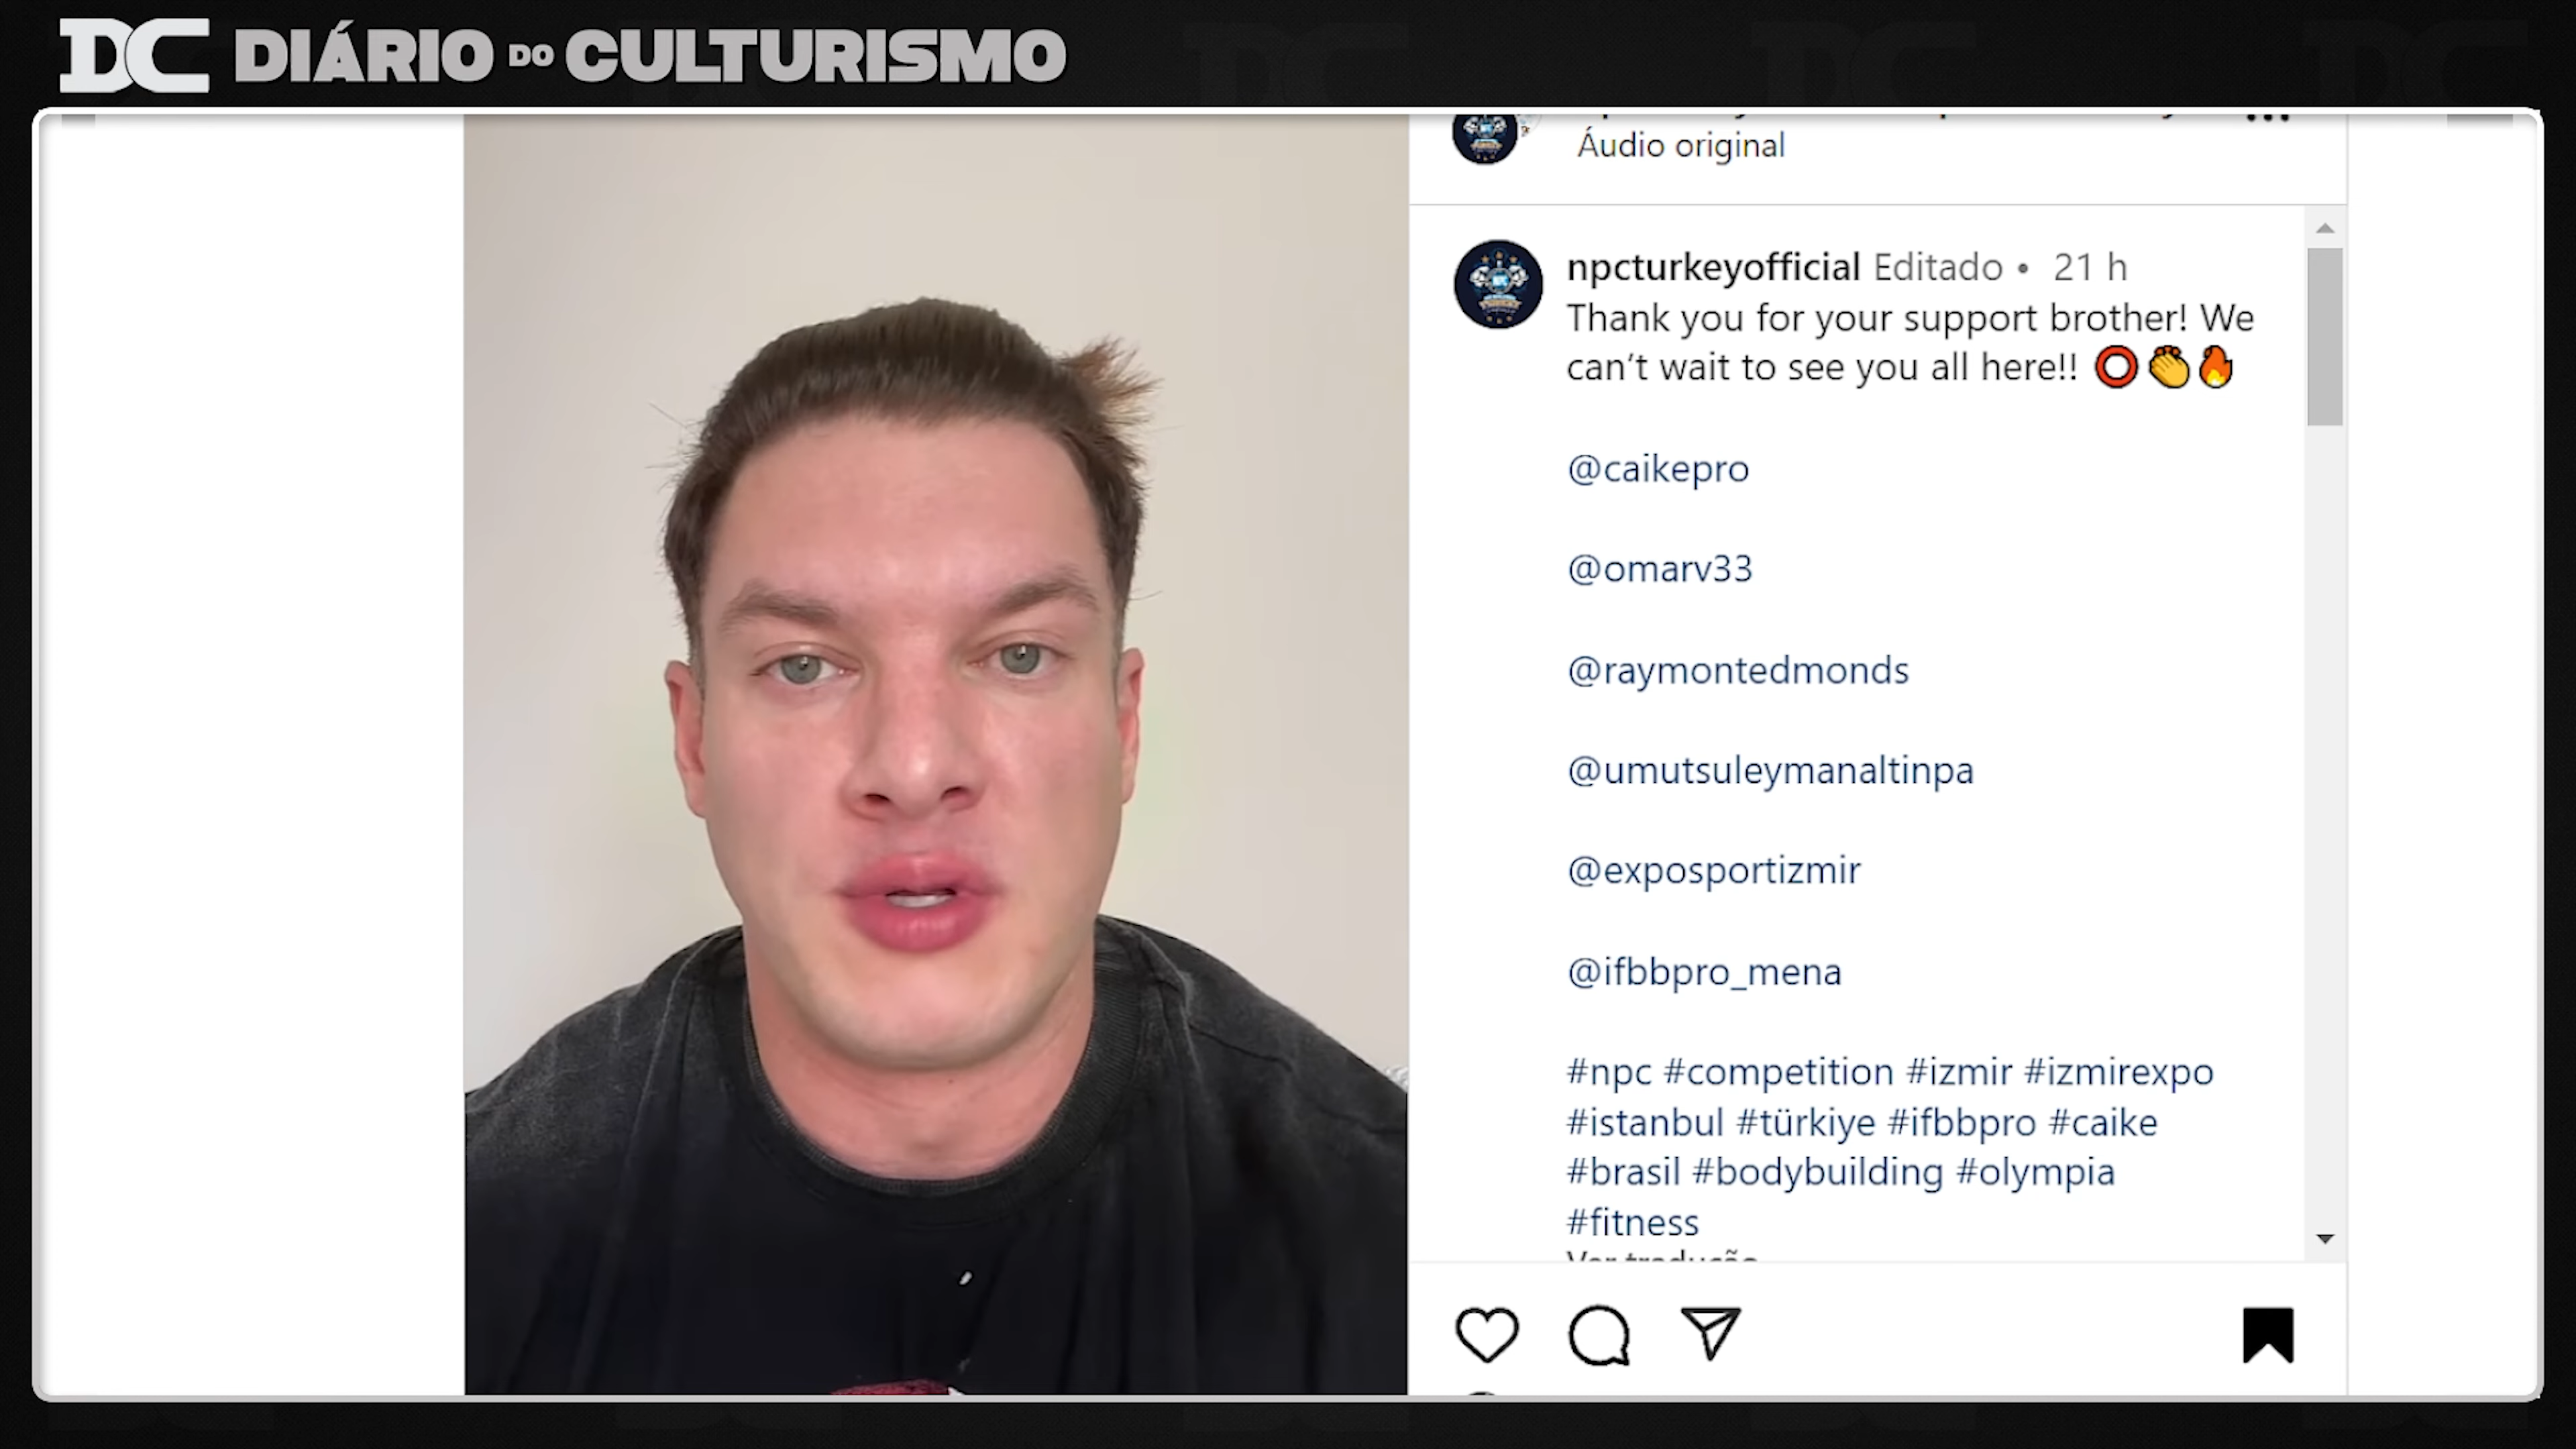 DC DIÁRIO DO CULTURISMO
Áudio original
npcturkeyofficial Editado • 21 h
Thank you for your support brother! We
can’t wait to see you all here!! ⭕👏🔥
@caikepro
@omarv33
@raymontedmonds
@umutsuleymanaltinpa
@exposportizmir
@ifbbpro_mena
#npc #competition #izmir #izmirexpo
#istanbul #türkiye #ifbbpro #caike
#brasil #bodybuilding #olympia
#fitness
Ver tradução